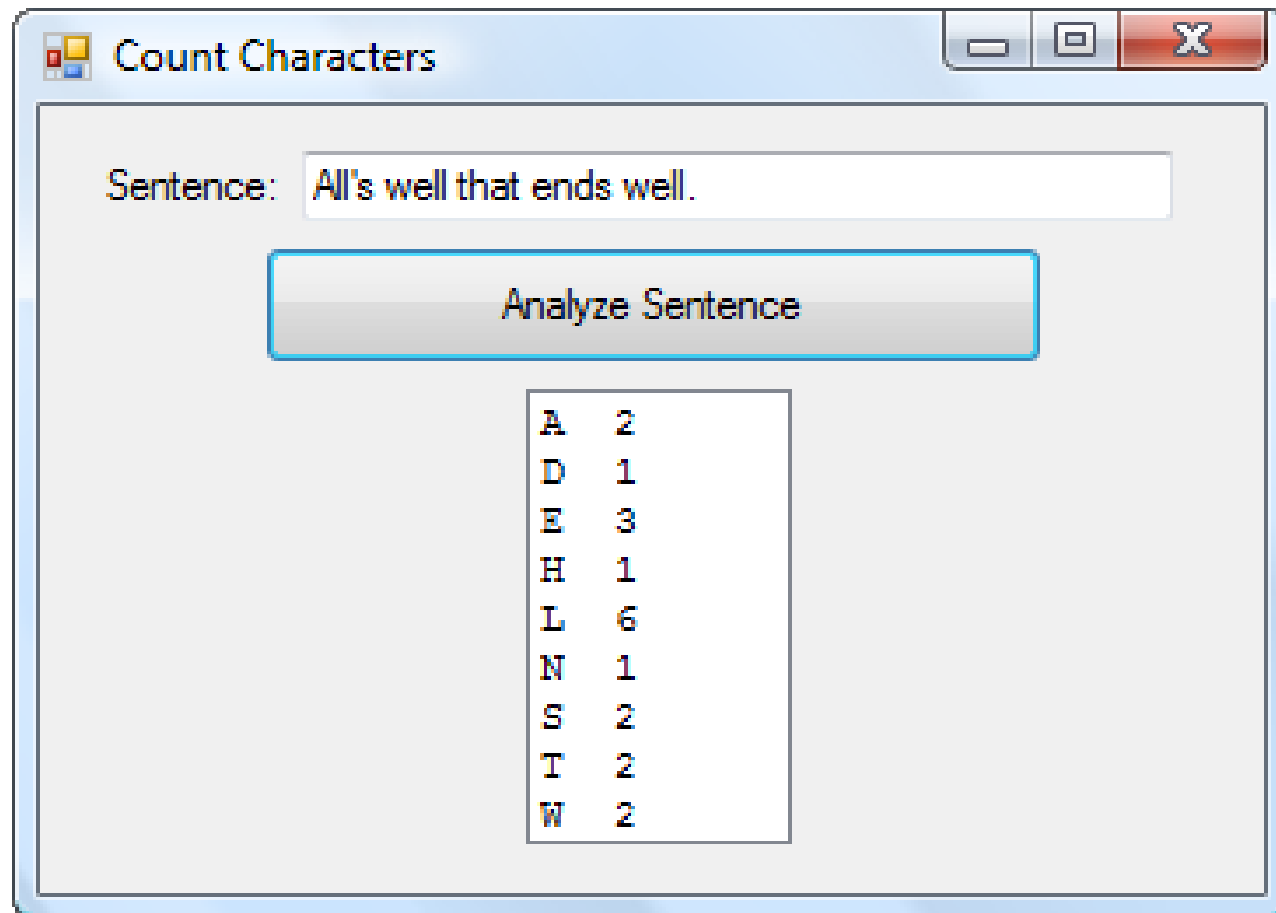 Count Characters
Sentence: All's well that ends well.
Analyze Sentence
A 2
D 1
E 3
H 1
L 6
N 1
S 2
T 2
W 2